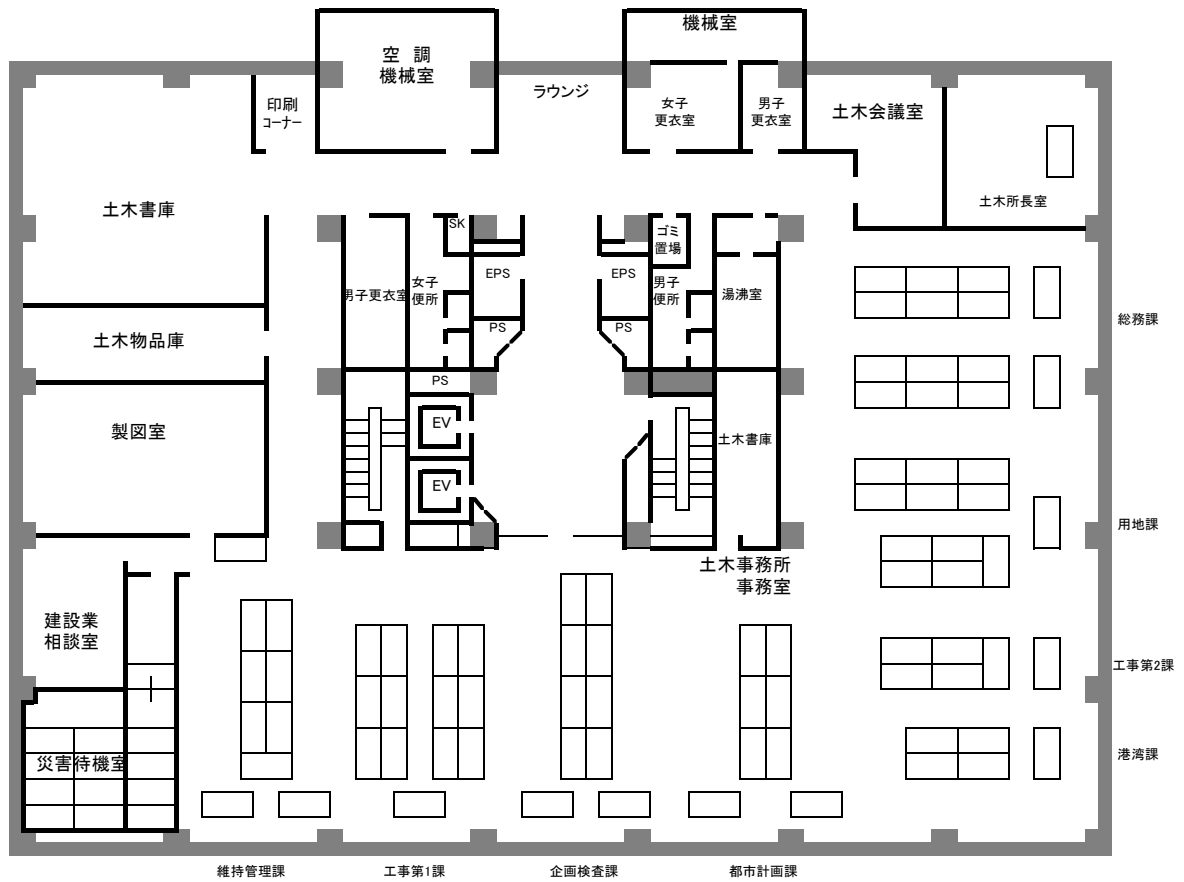 機械室
空 調
機械室
ラウンジ
印刷
コーナー
女子
更衣室
男子
更衣室
土木会議室
土木所長室
土木書庫
SK
ゴミ
置場
EPS
EPS
男子更衣室
女子
便所
男子
便所
湯沸室
PS
PS
総務課
土木物品庫
PS
製図室
EV
土木書庫
EV
用地課
土木事務所
事務室
建設業
相談室
工事第2課
災害待機室
港湾課
維持管理課
工事第1課
企画検査課
都市計画課